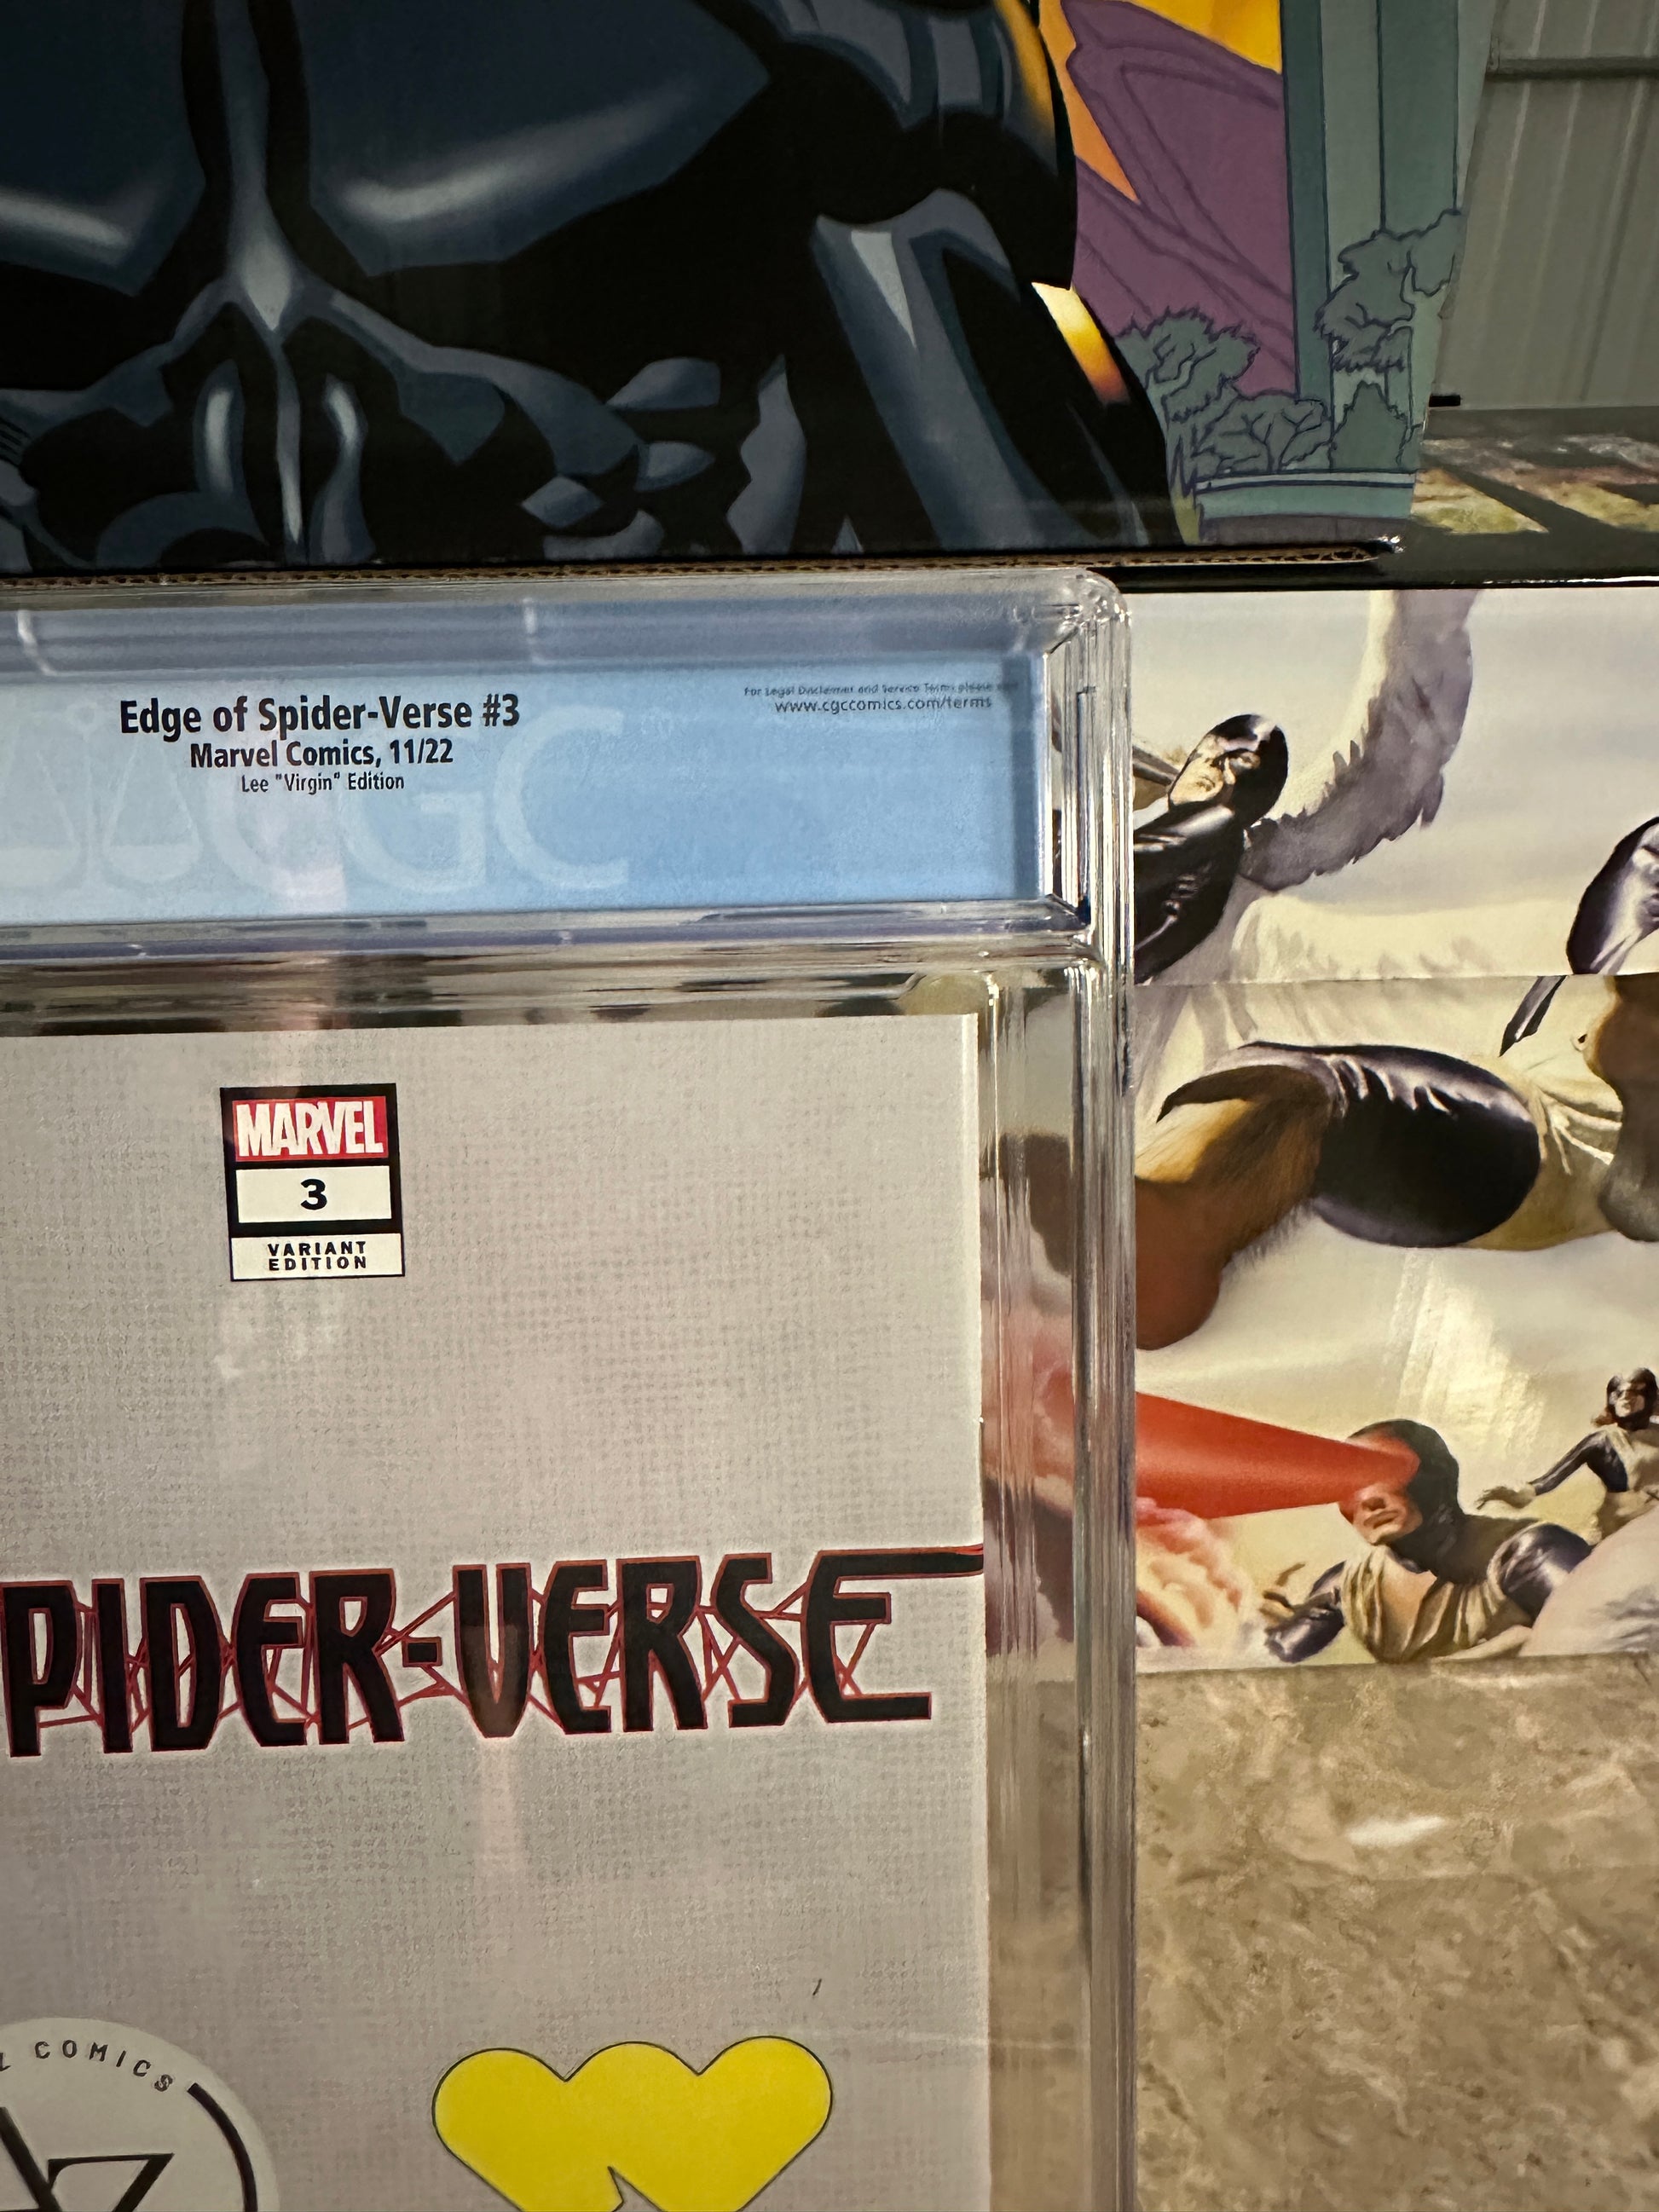 Edge of Spider-Verse #3
Marvel Comics, 11/22
Lee "Virgin" Edition
For Legal Disclaimer and Service Terms please
www.cgccomics.com/terms
CGC
MARVEL
3
VARIANT
EDITION
PIDER-VERSE
COMICS